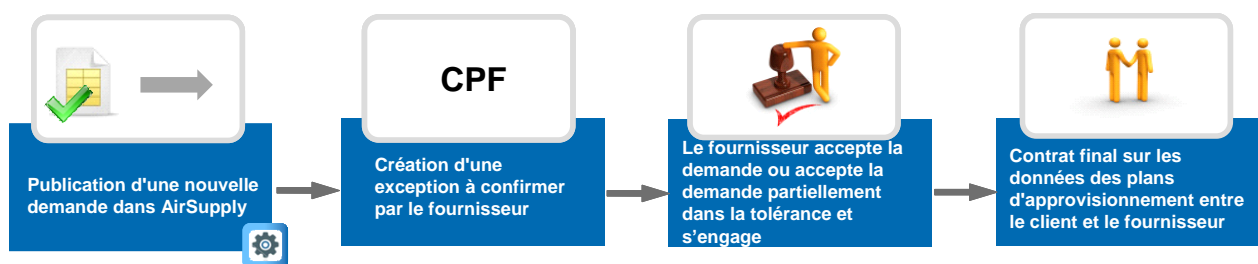 Publication d'une nouvelle
demande dans AirSupply
CPF
Création d'une
exception à confirmer
par le fournisseur
Le fournisseur accepte la
demande ou accepte la
demande partiellement
dans la tolérance et
s'engage
Contrat final sur les
données des plans
d'approvisionnement entre
le client et le fournisseur